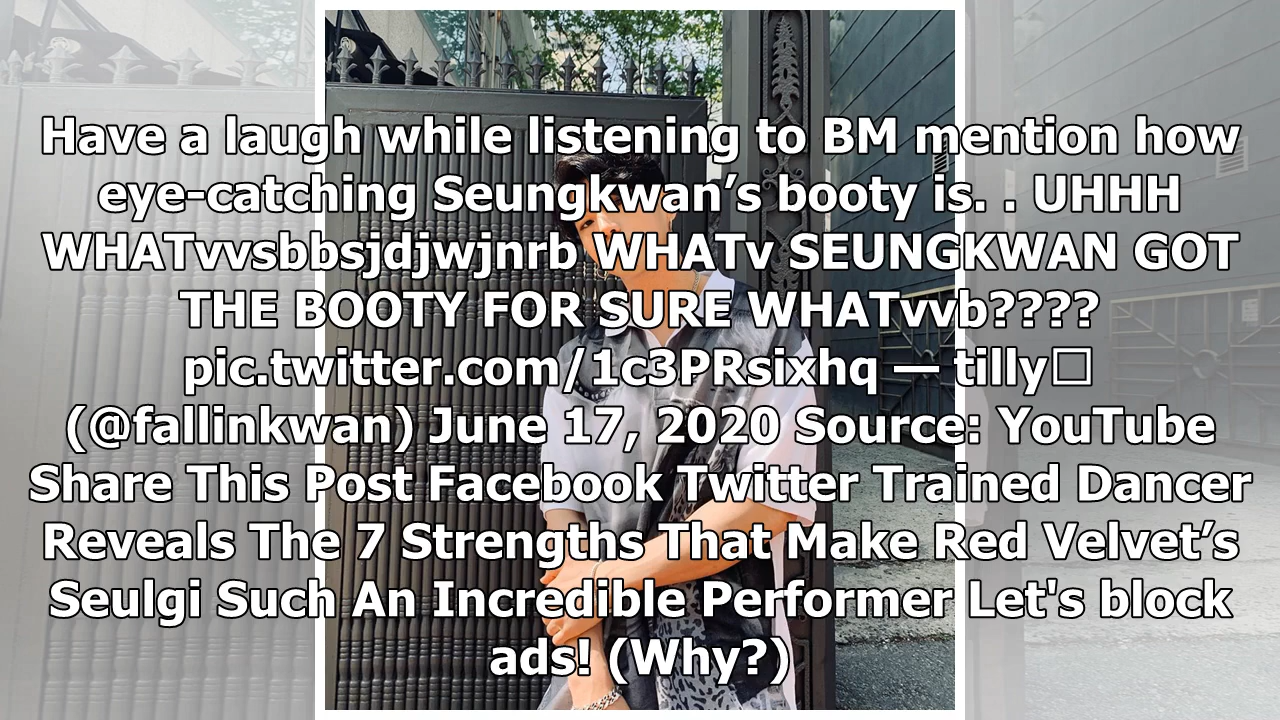 Have a laugh while listening to BM mention how
eye-catching Seungkwan’s booty is. . UHHH
WHATvvsbbsjdjwjnrb WHATv SEUNGKWAN GOT
THE BOOTY FOR SURE WHATvvb????
pic.twitter.com/1c3PRsixhq — tilly□
(@fallinkwan) June 17, 2020 Source: YouTube
Share This Post Facebook Twitter Trained Dancer
Reveals The 7 Strengths That Make Red Velvet’s
Seulgi Such An Incredible Performer Let's block
ads! (Why?)